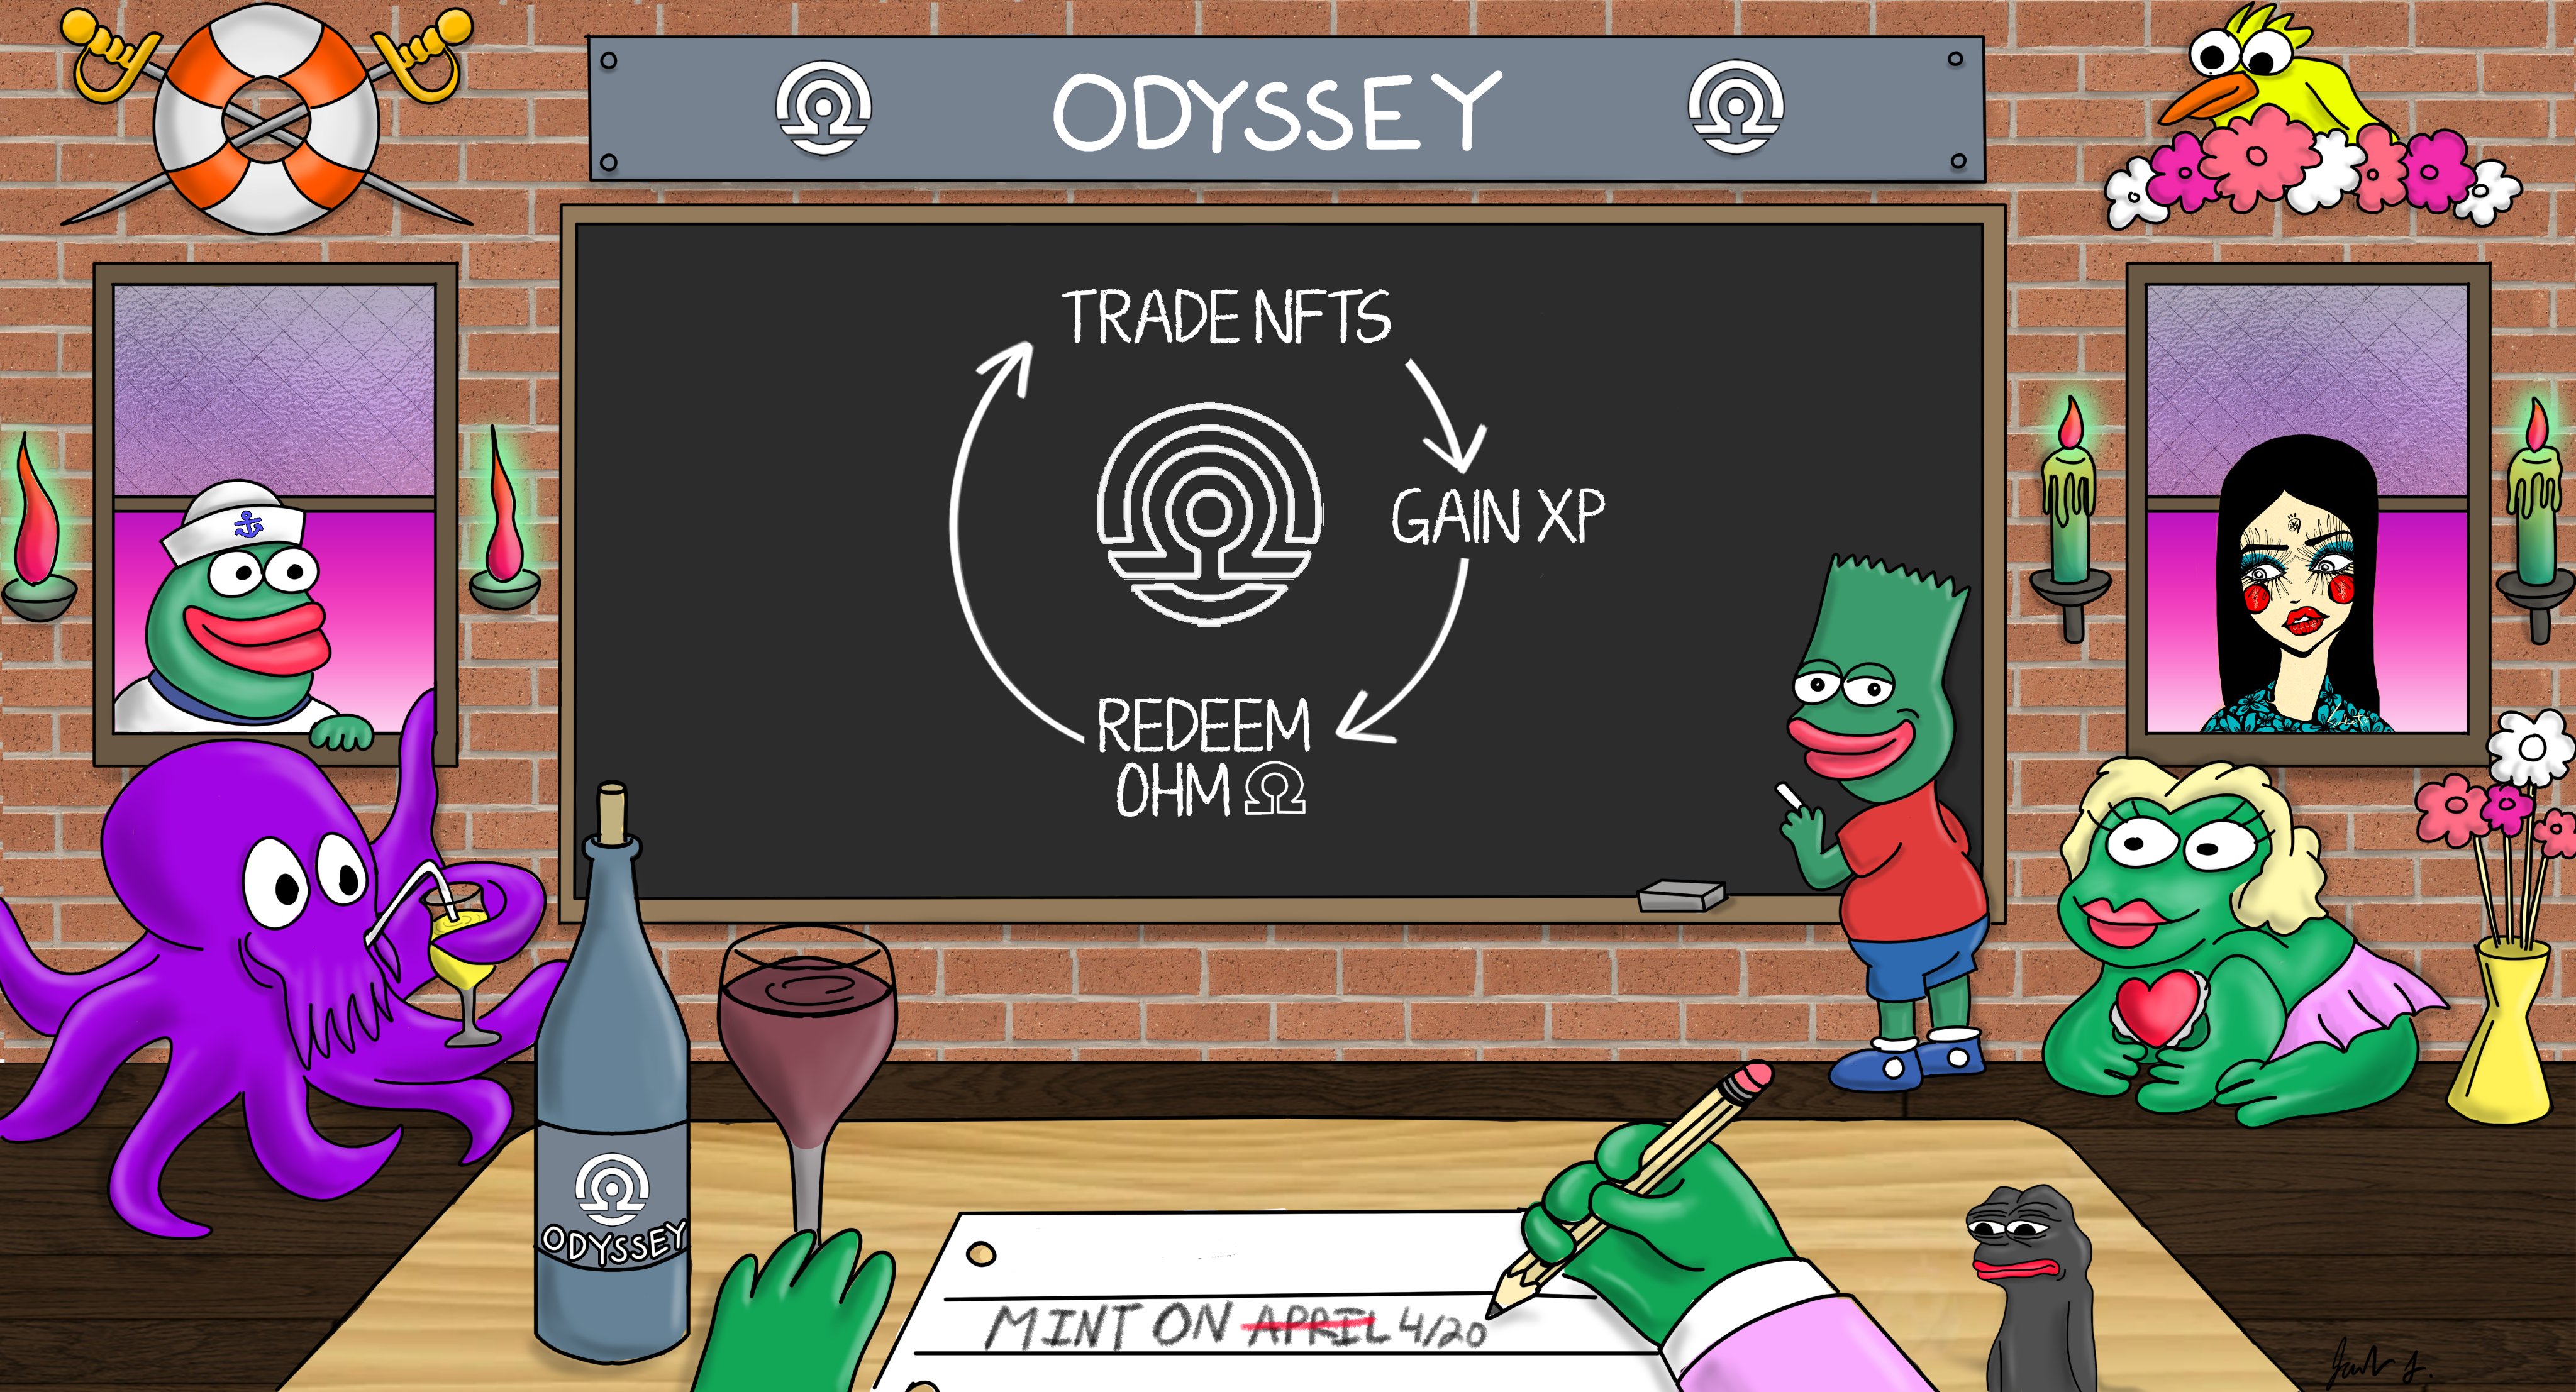 ODYSSEY
TRADE NFTS
GAIN XP
REDEEM
OHM
ODYSSEY
MINT ON APRIL 4/20